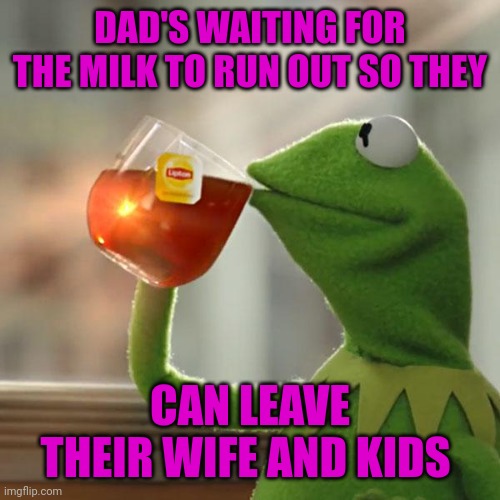 DAD'S WAITING FOR
THE MILK TO RUN OUT SO THEY
Lipton
CAN LEAVE
THEIR WIFE AND KIDS
imgflip.com